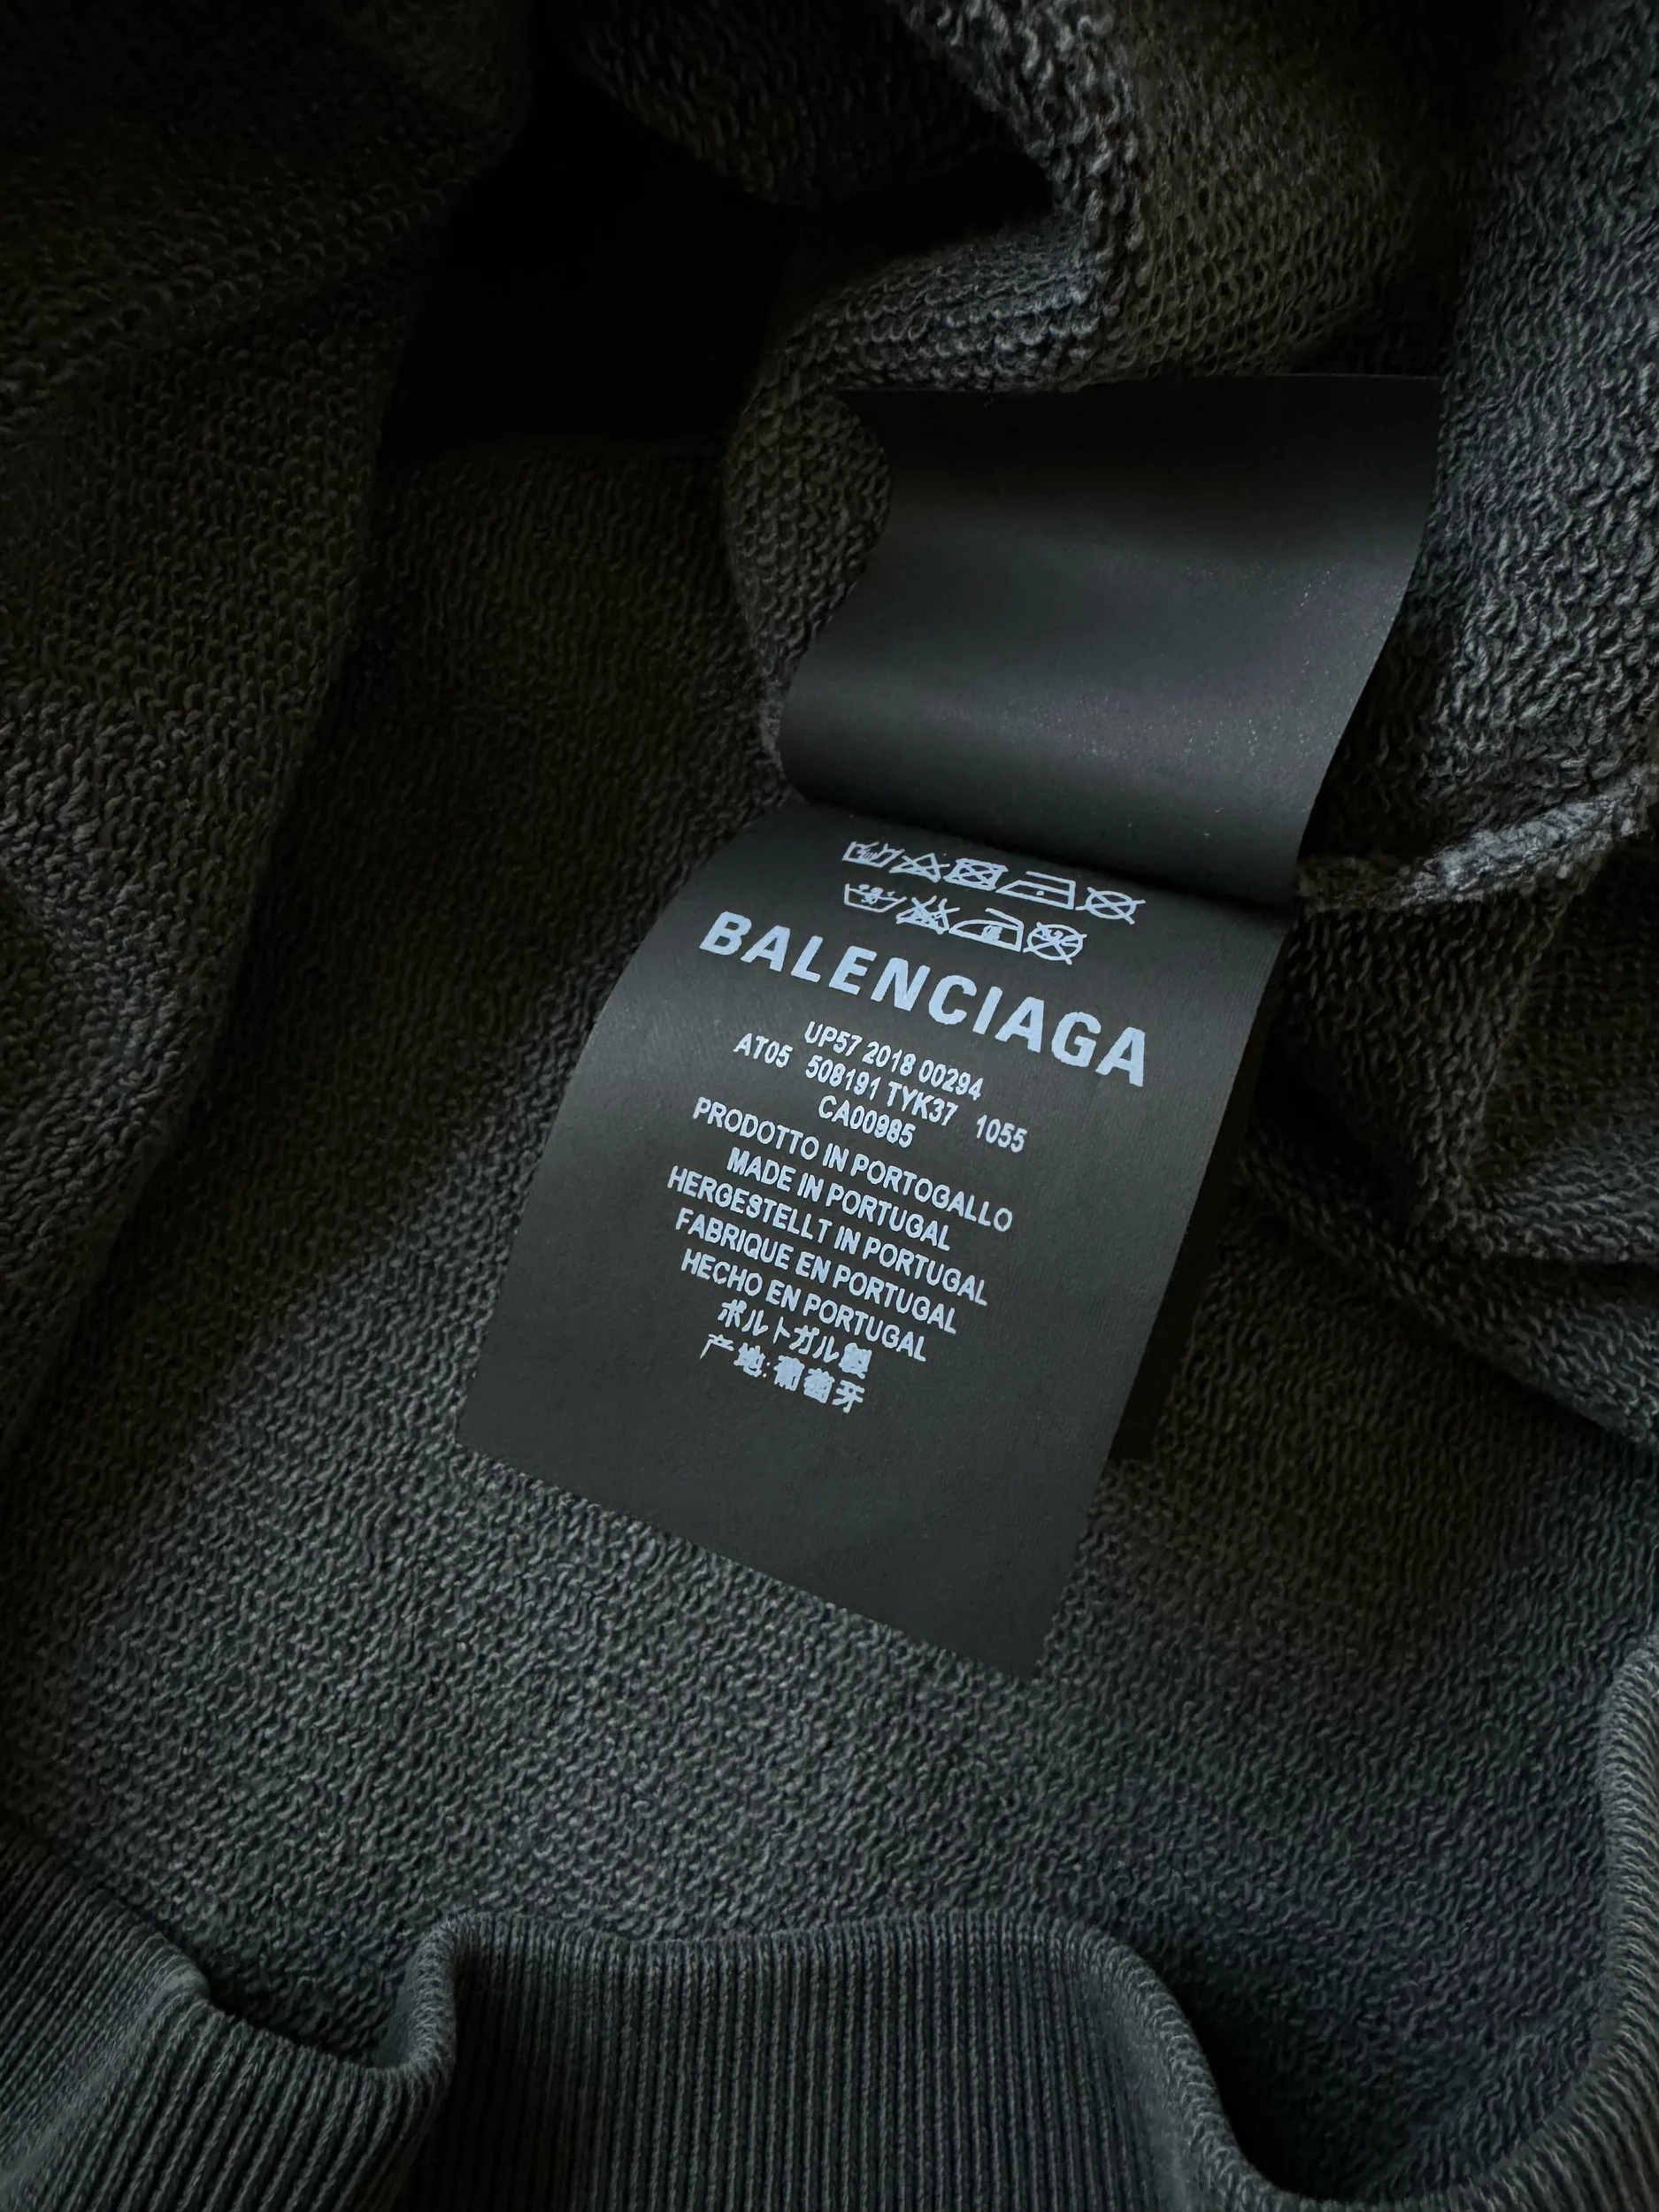 BALENCIAGA
UP57 2018 00294
AT05 508191 TYK37 1055
CA00985
PRODOTTO IN PORTOGALLO
MADE IN PORTUGAL
HERGESTELLT IN PORTUGAL
FABRIQUE EN PORTUGAL
HECHO EN PORTUGAL
ポルトガル製
产地:葡萄牙